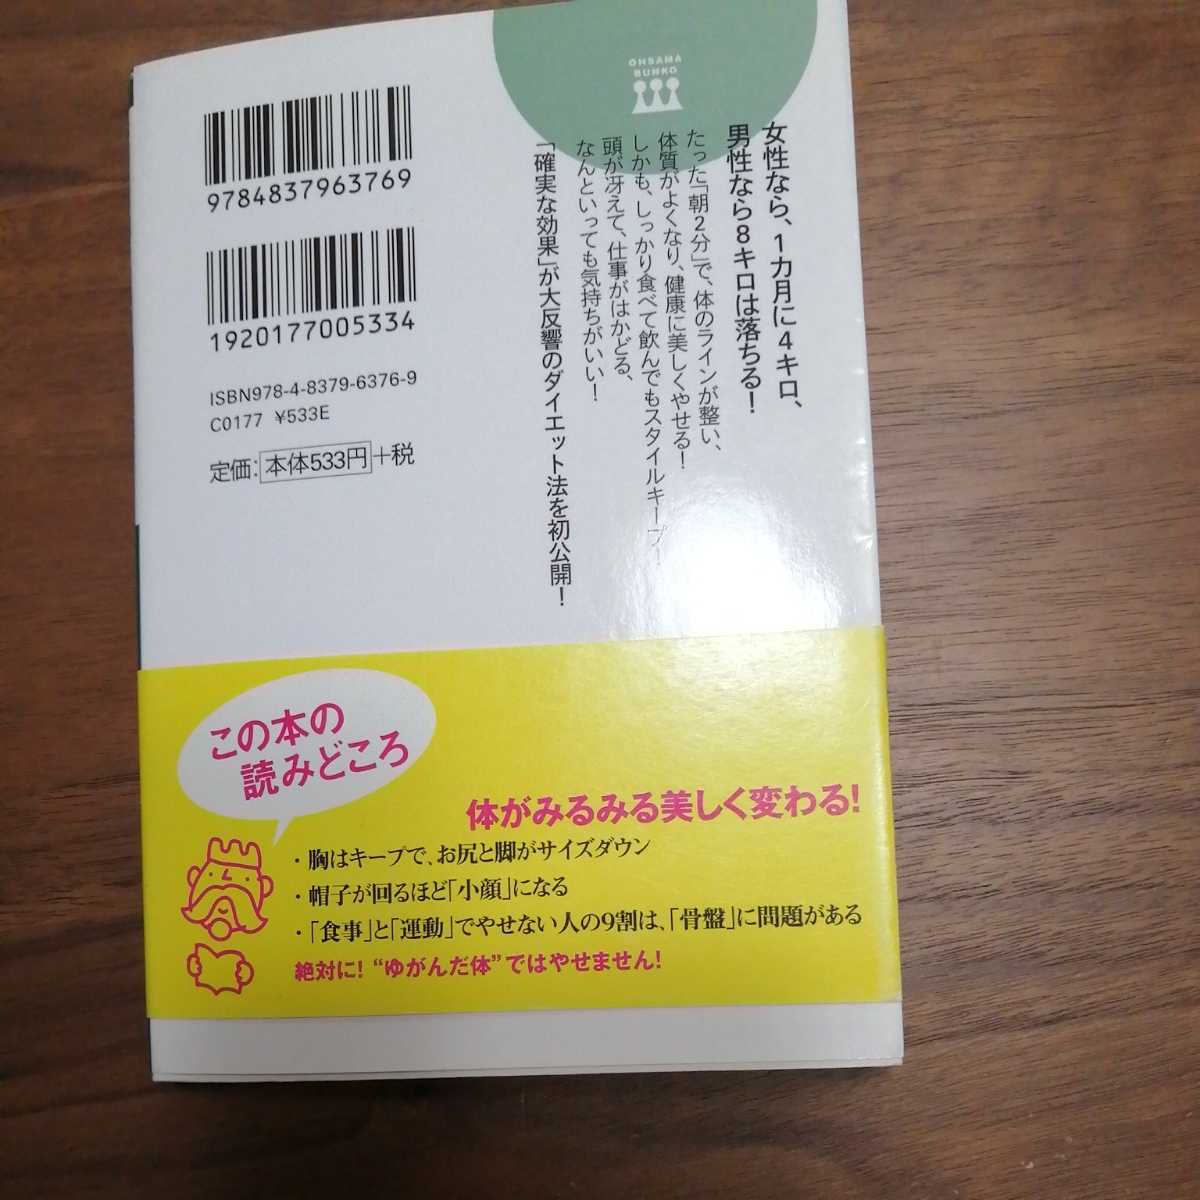 OHSAMA
BUNKO
女性なら、1カ月に4キロ、
男性なら8キロは落ちる!
たった「朝2分」で、体のラインが整い、
体質がよくなり、健康に美しくやせる!
しかも、しっかり食べて飲んでもスタイルキープ!
頭が冴えて、仕事がはかどる、
なんといっても気持ちがいい!
「確実な効果」が大反響のダイエット法を初公開!
9784837963769
1920177005334
ISBN978-4-8379-6376-9
C0177 ¥533E
定価:本体533円+税
この本の
読みどころ
体がみるみる美しく変わる!
・胸はキープで、お尻と脚がサイズダウン
・帽子が回るほど「小顔」になる
・「食事」と「運動」でやせない人の9割は、「骨盤」に問題がある
絶対に!“ゆがんだ体”ではやせません!